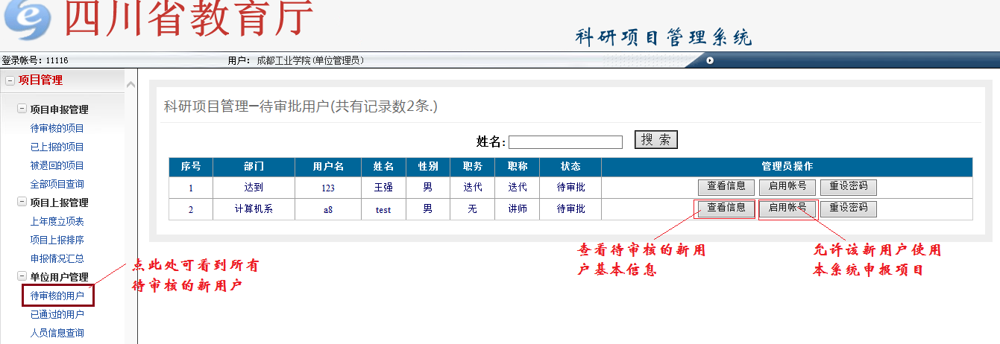 四川省教育厅
科研项目管理系统
登录帐号：11116 用户： 成都工业学院(单位管理员)
项目管理
项目申报管理
待审核的项目
已上报的项目
被退回的项目
全部项目查询
项目上报管理
上年度立项表
项目上报排序
申报情况汇总
单位用户管理
待审核的用户
已通过的用户
人员信息查询
点此处可看到所有
待审核的新用户
科研项目管理—待审批用户(共有记录数2条.)
姓名: 搜 索
序号 部门 用户名 姓名 性别 职务 职称 状态 管理员操作
1 达到 123 王强 男 迭代 迭代 待审批 查看信息 启用帐号 重设密码
2 计算机系 a8 test 男 无 讲师 待审批 查看信息 启用帐号 重设密码
查看待审核的新用
户基本信息
允许该新用户使用
本系统申报项目